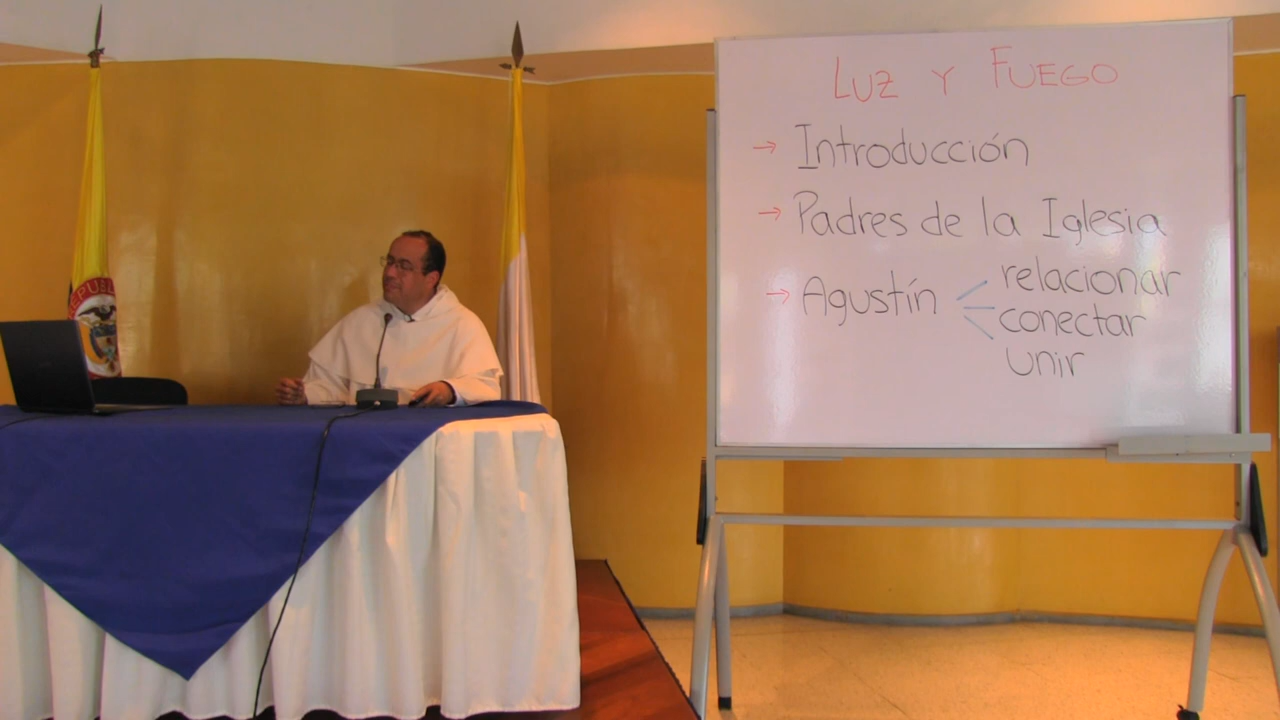 LUZ Y FUEGO
→ Introducción
→ Padres de la Iglesia
→ Agustín
relacionar
conectar
unir